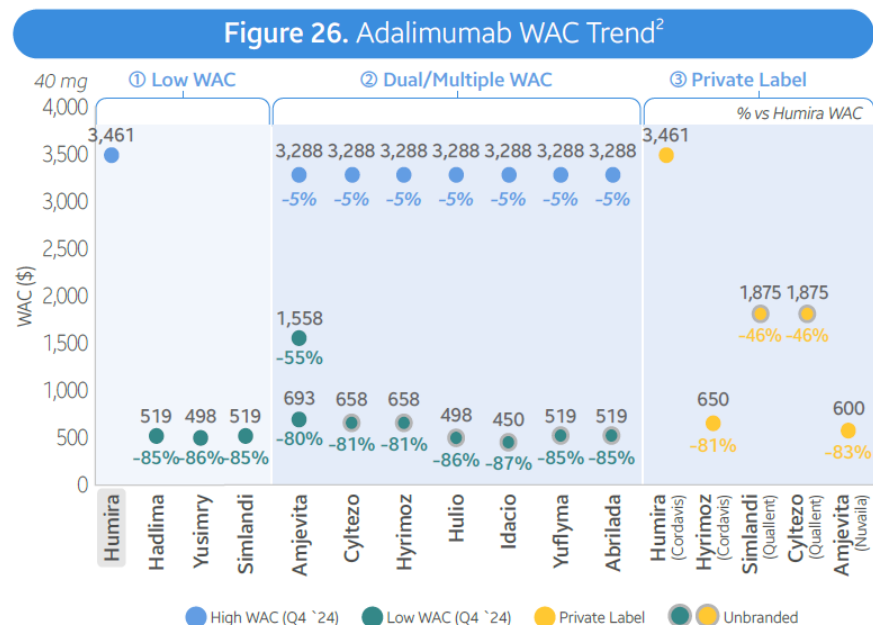 Figure 26. Adalimumab WAC Trend2
40 mg
① Low WAC
② Dual/Multiple WAC
③ Private Label
% vs Humira WAC
WAC ($)
4,000
3,500
3,000
2,500
2,000
1,500
1,000
500
0
3,461
519
-85%
498
-86%
519
-85%
3,288 3,288 3,288 3,288 3,288 3,288 3,288
-5% -5% -5% -5% -5% -5% -5%
1,558
-55%
693
-80%
658
-81%
658
-81%
498
-86%
450
-87%
519
-85%
519
-85%
3,461
650
-81%
1,875
-46%
1,875
-46%
600
-83%
Humira
Hadlima
Yusimry
Simlandi
Amjevita
Cyltezo
Hyrimoz
Hulio
Idacio
Yuflyma
Abrilada
Humira
(Cordavis)
Hyrimoz
(Cordavis)
Simlandi
(Quallent)
Cyltezo
(Quallent)
Amjevita
(Nuvaila)
High WAC (Q4 `24)
Low WAC (Q4 `24)
Private Label
Unbranded